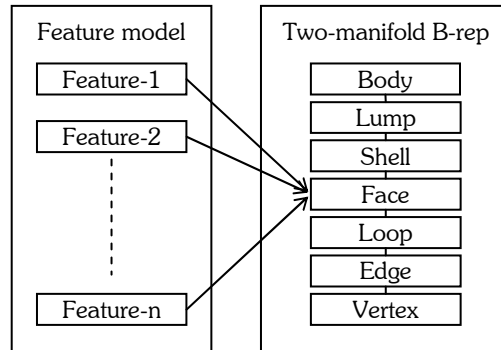 Feature model
Feature-1
Feature-2
Feature-n
Two-manifold B-rep
Body
Lump
Shell
Face
Loop
Edge
Vertex